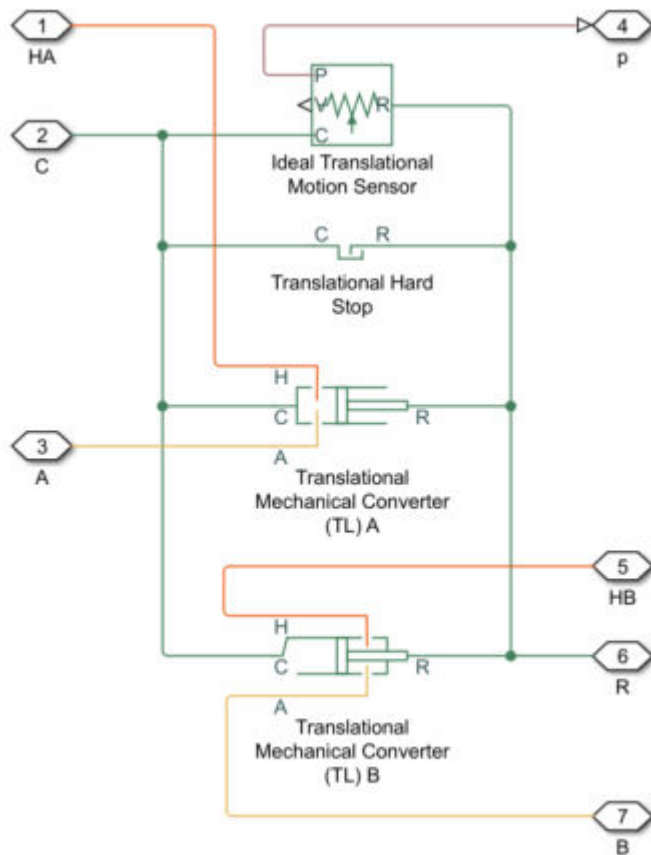 1
HA
4
p
P
V
R
C
2
C
Ideal Translational
Motion Sensor
C
R
Translational Hard
Stop
H
C
R
3
A
A
Translational
Mechanical Converter
(TL) A
5
HB
H
C
R
6
R
A
Translational
Mechanical Converter
(TL) B
7
B